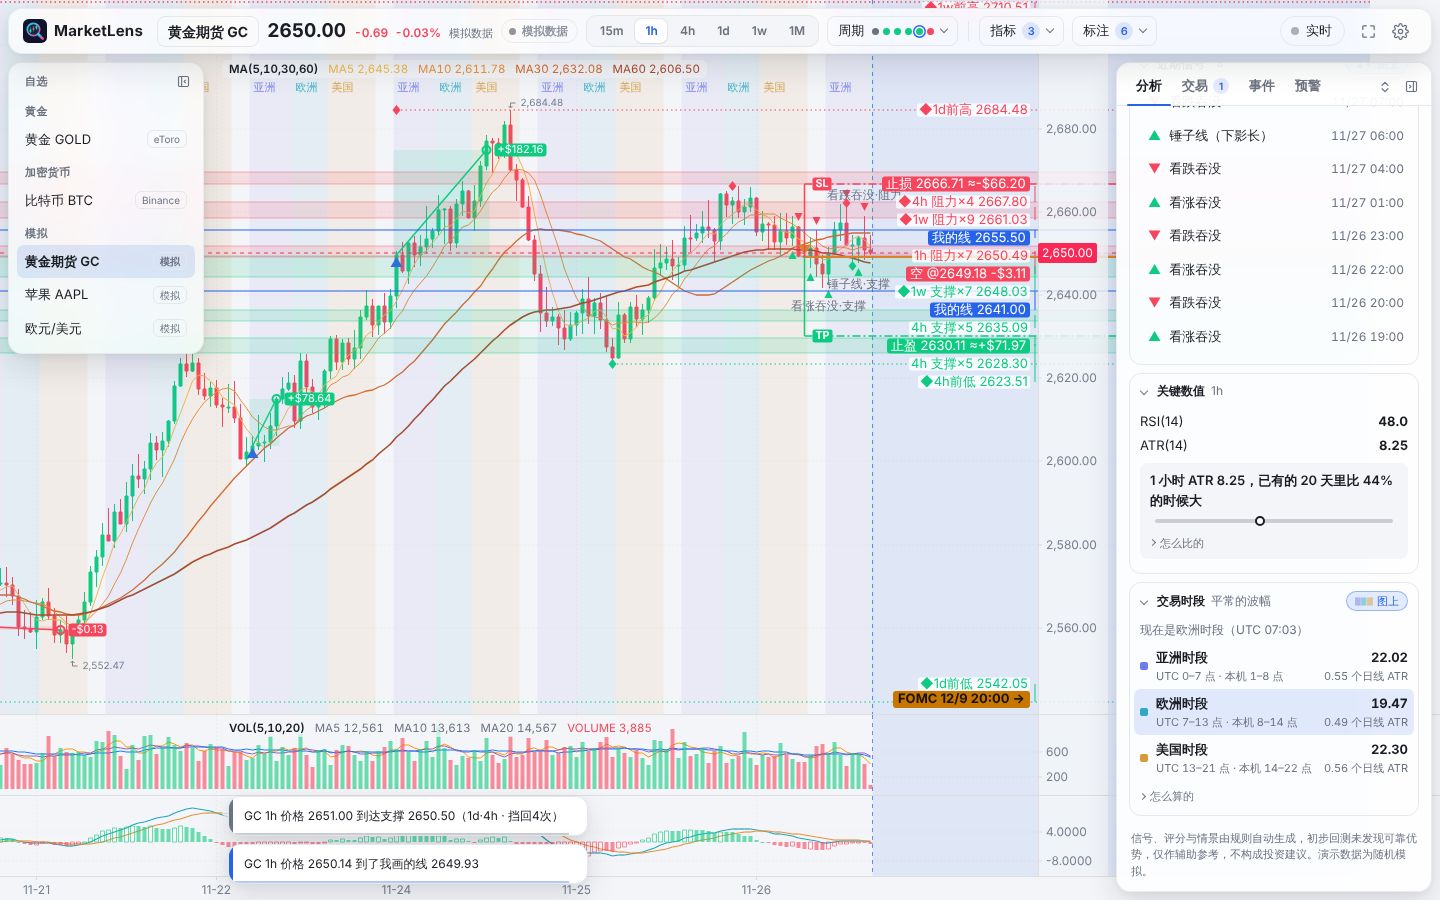 ◆1w前高 2710.51
MarketLens
黄金期货 GC
2650.00 -0.69 -0.03% 模拟数据
模拟数据
15m 1h 4h 1d 1w 1M
周期
指标 3
标注 6
实时
自选
黄金
黄金 GOLD eToro
加密货币
比特币 BTC Binance
模拟
黄金期货 GC 模拟
苹果 AAPL 模拟
欧元/美元 模拟
MA(5,10,30,60) MA5 2,645.38 MA10 2,611.78 MA30 2,632.08 MA60 2,606.50
亚洲 欧洲 美国 亚洲 欧洲 美国 亚洲 欧洲 美国 亚洲 欧洲 美国 亚洲
2,684.48
◆1d前高 2684.48
+$182.16
SL
止损 2666.71 ≈-$66.20
看跌吞没·阻力
◆4h 阻力×4 2667.80
◆1w 阻力×9 2661.03
我的线 2655.50
1h 阻力×7 2650.49
空 @2649.18 -$3.11
锤子线·支撑
◆1w 支撑×7 2648.03
看涨吞没·支撑
我的线 2641.00
4h 支撑×5 2635.09
TP
止盈 2630.11 ≈+$71.97
4h 支撑×5 2628.30
◆4h前低 2623.51
+$78.64
-$0.13
2,552.47
◆1d前低 2542.05
FOMC 12/9 20:00 →
2,680.00
2,660.00
2,650.00
2,640.00
2,620.00
2,600.00
2,580.00
2,560.00
VOL(5,10,20) MA5 12,561 MA10 13,613 MA20 14,567 VOLUME 3,885
600
200
4.0000
-8.0000
GC 1h 价格 2651.00 到达支撑 2650.50（1d·4h · 挡回4次）
GC 1h 价格 2650.14 到了我画的线 2649.93
11-21 11-22 11-24 11-25 11-26
分析 交易 1 事件 预警
锤子线（下影长） 11/27 06:00
看跌吞没 11/27 04:00
看涨吞没 11/27 01:00
看跌吞没 11/26 23:00
看涨吞没 11/26 22:00
看跌吞没 11/26 20:00
看涨吞没 11/26 19:00
关键数值 1h
RSI(14) 48.0
ATR(14) 8.25
1 小时 ATR 8.25，已有的 20 天里比 44%
的时候大
怎么比的
交易时段 平常的波幅 图上
现在是欧洲时段（UTC 07:03）
亚洲时段 22.02
UTC 0–7 点 · 本机 1–8 点 0.55 个日线 ATR
欧洲时段 19.47
UTC 7–13 点 · 本机 8–14 点 0.49 个日线 ATR
美国时段 22.30
UTC 13–21 点 · 本机 14–22 点 0.56 个日线 ATR
怎么算的
信号、评分与情景由规则自动生成，初步回测未发现可靠优
势，仅作辅助参考，不构成投资建议。演示数据为随机模
拟。